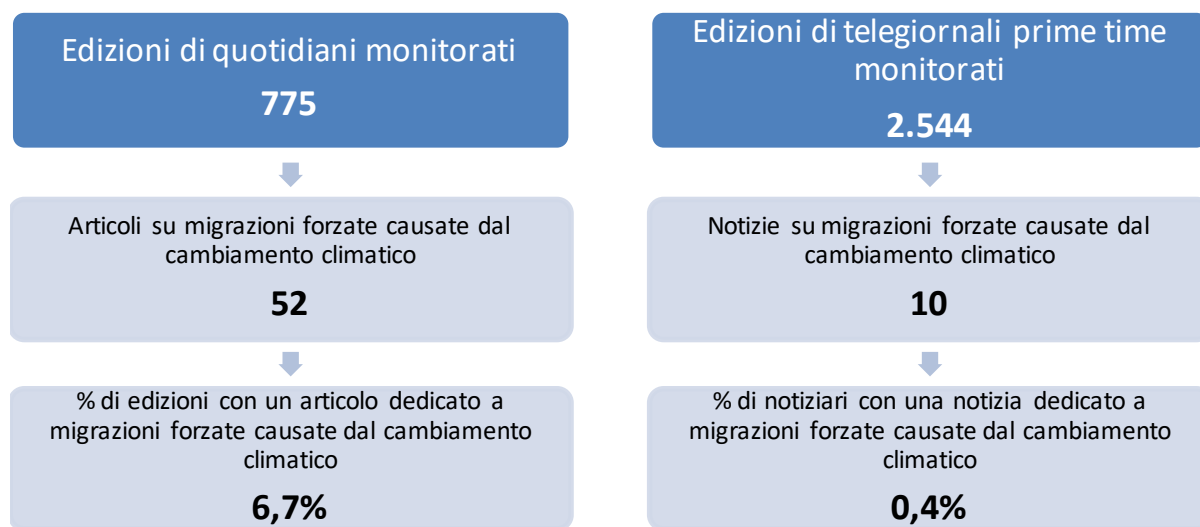 Edizioni di quotidiani monitorati
775
Articoli su migrazioni forzate causate dal
cambiamento climatico
52
% di edizioni con un articolo dedicato a
migrazioni forzate causate dal cambiamento
climatico
6,7%
Edizioni di telegiornali prime time
monitorati
2.544
Notizie su migrazioni forzate causate dal
cambiamento climatico
10
% di notiziari con una notizia dedicato a
migrazioni forzate causate dal cambiamento
climatico
0,4%